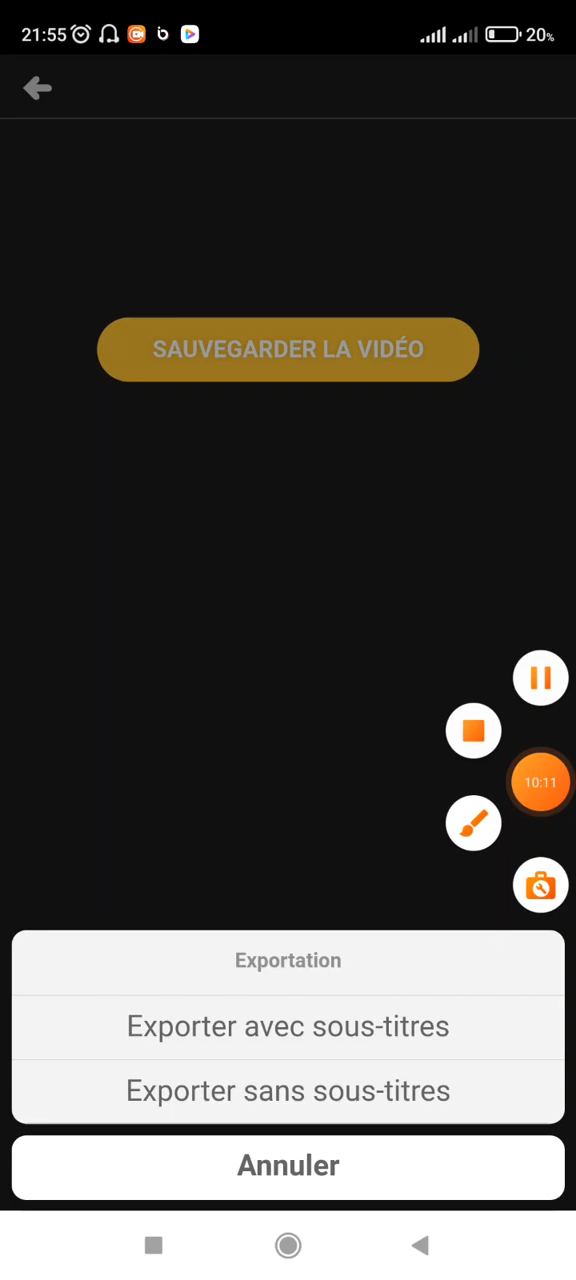 21:55
20%
SAUVEGARDER LA VIDÉO
10:11
Exportation
Exporter avec sous-titres
Exporter sans sous-titres
Annuler